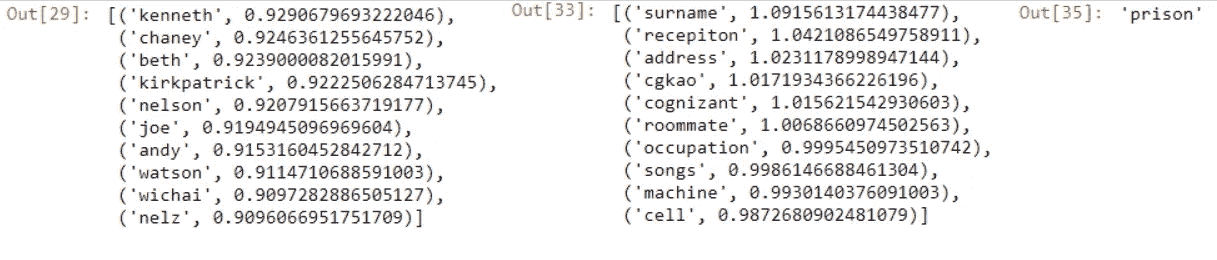 Out[29]: [('kenneth', 0.9290679693222046),
('chaney', 0.9246361255645752),
('beth', 0.9239000082015991),
('kirkpatrick', 0.9222506284713745),
('nelson', 0.9207915663719177),
('joe', 0.9194945096969604),
('andy', 0.9153160452842712),
('watson', 0.9114710688591003),
('wichai', 0.9097282886505127),
('nelz', 0.9096066951751709)]
Out[33]: [('surname', 1.0915613174438477),
('recepiton', 1.0421086549758911),
('address', 1.0231178998947144),
('cgkao', 1.0171934366226196),
('cognizant', 1.015621542930603),
('roommate', 1.0068660974502563),
('occupation', 0.9995450973510742),
('songs', 0.9986146688461304),
('machine', 0.9930140376091003),
('cell', 0.9872680902481079)]
Out[35]: 'prison'